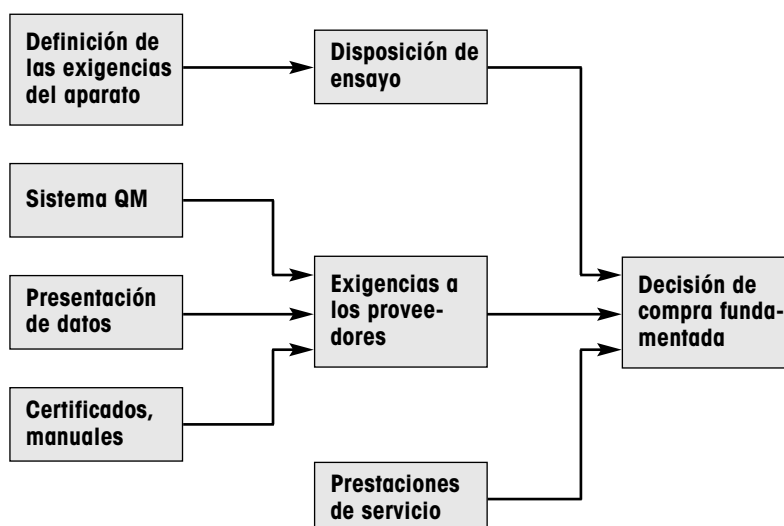 Definición de
las exigencias
del aparato
Disposición de
ensayo
Sistema QM
Presentación
de datos
Exigencias a
los provee-
dores
Decisión de
compra funda-
mentada
Certificados,
manuales
Prestaciones
de servicio